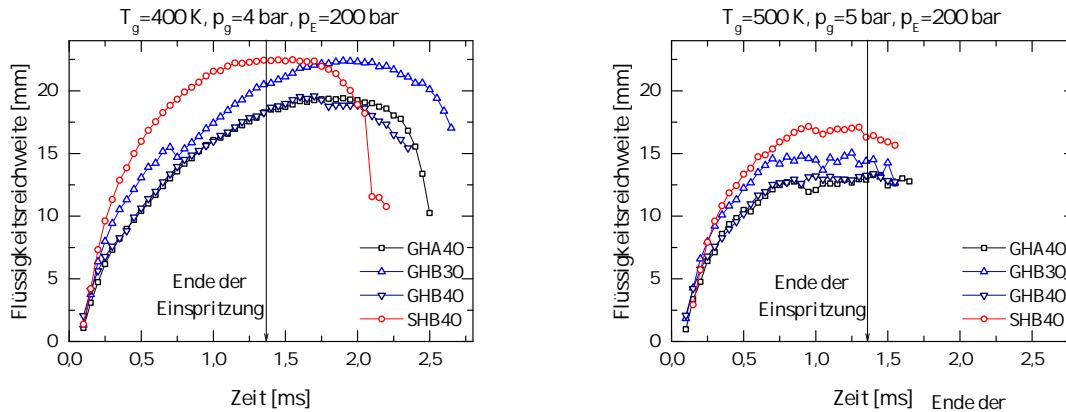 T_g=400 K, p_g=4 bar, p_E=200 bar
Flüssigkeitsreichweite [mm]
20
15
10
5
0
GHA40
GHB30
GHB40
SHB40
Ende der
Einspritzung
0,0 0,5 1,0 1,5 2,0 2,5
Zeit [ms]
T_g=500 K, p_g=5 bar, p_E=200 bar
Flüssigkeitsreichweite [mm]
20
15
10
5
0
GHA40
GHB30
GHB40
SHB40
Ende der
Einspritzung
0,0 0,5 1,0 1,5 2,0 2,5
Zeit [ms]
Ende der